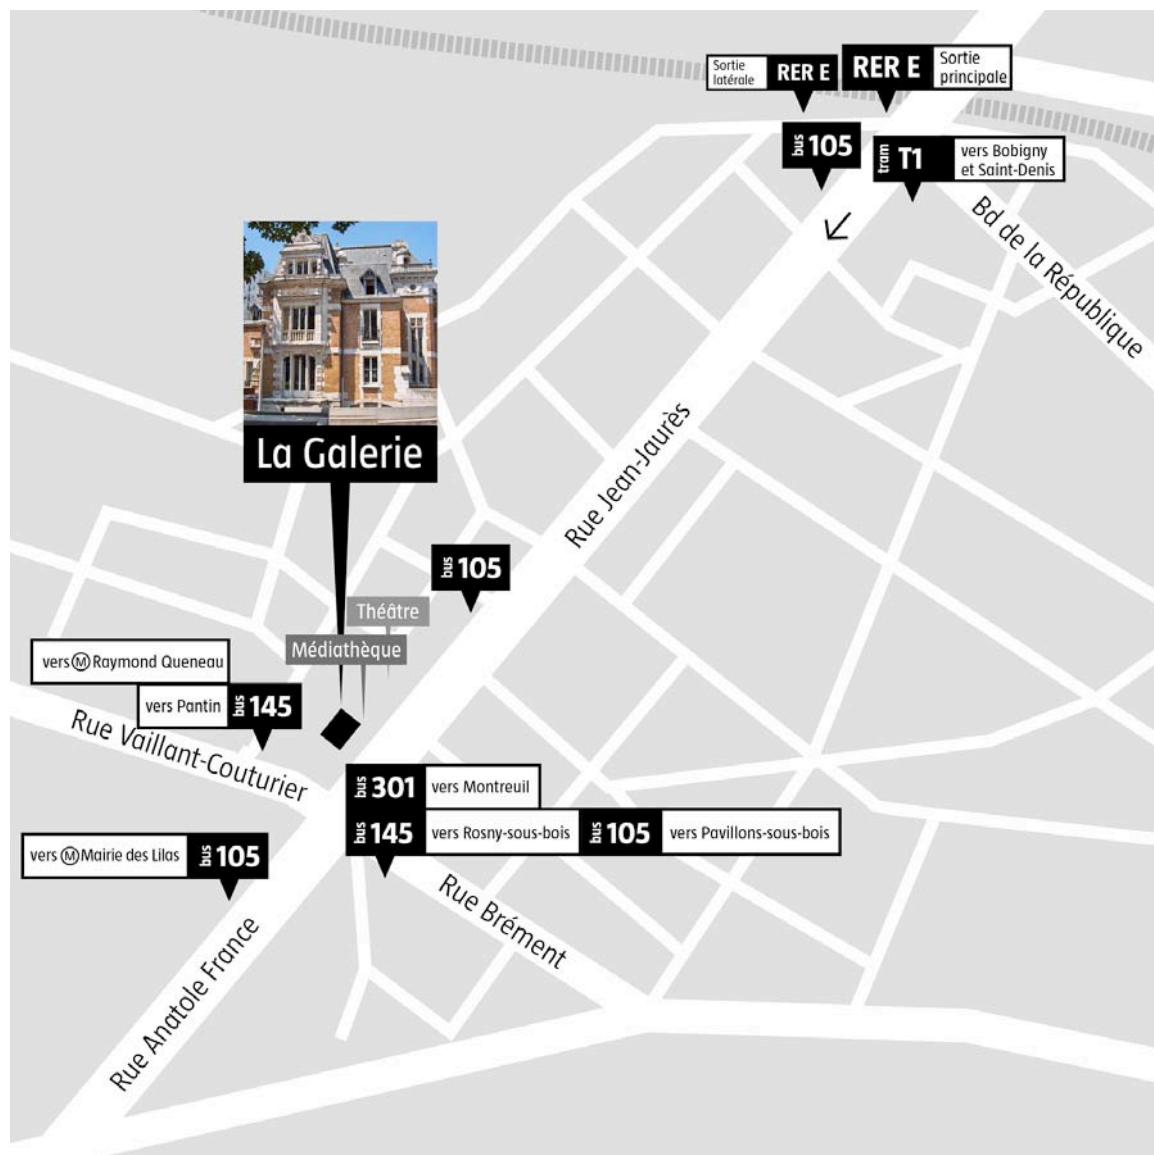 Sortie
latérale
RER E
RER E
Sortie
principale
bus 105
tram T1
vers Bobigny
et Saint-Denis
Bd de la République
La Galerie
Rue Jean-Jaurès
bus 105
Théâtre
Médiathèque
vers M Raymond Queneau
vers Pantin
bus 145
Rue Vaillant-Couturier
bus 301
vers Montreuil
bus 145
vers Rosny-sous-bois
bus 105
vers Pavillons-sous-bois
vers M Mairie des Lilas
bus 105
Rue Brément
Rue Anatole France